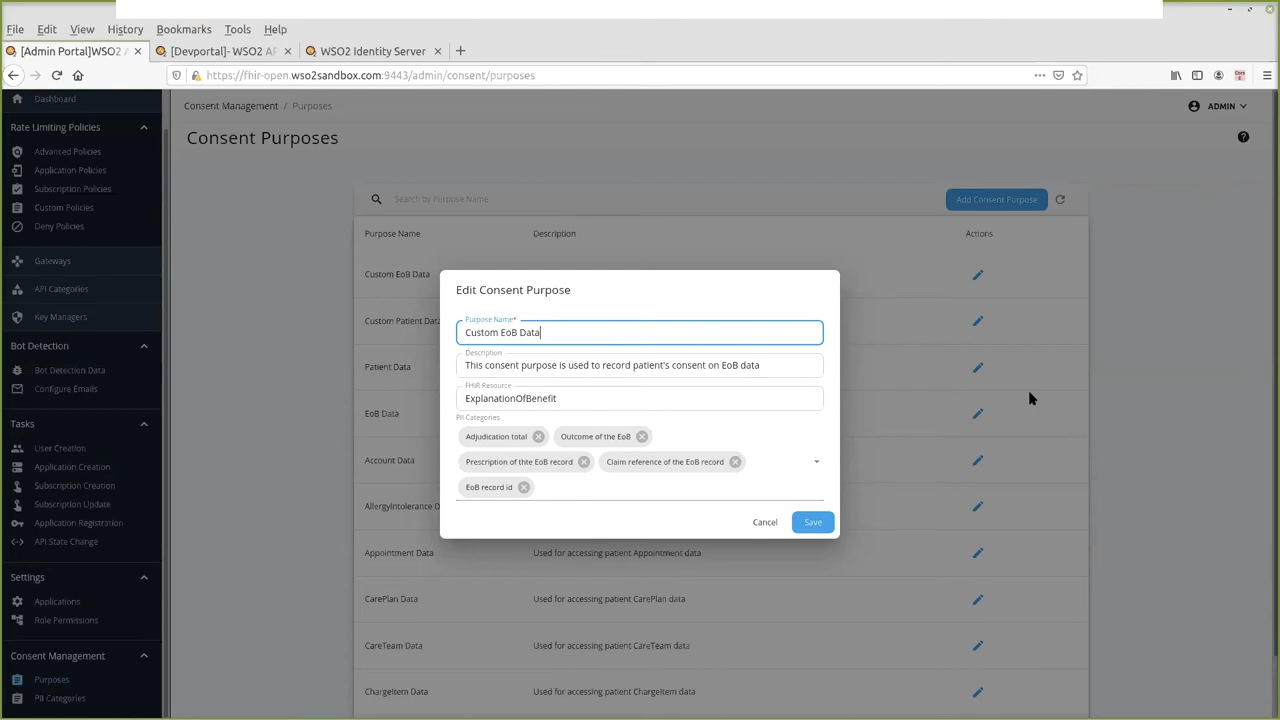 File Edit View History Bookmarks Tools Help
[Admin Portal]WSO2 A
[Devportal]- WSO2 AP
WSO2 Identity Server
https://fhir-open.wso2sandbox.com:9443/admin/consent/purposes
Dashboard
Rate Limiting Policies
Advanced Policies
Application Policies
Subscription Policies
Custom Policies
Deny Policies
Gateways
API Categories
Key Managers
Bot Detection
Bot Detection Data
Configure Emails
Tasks
User Creation
Application Creation
Subscription Creation
Subscription Update
Application Registration
API State Change
Settings
Applications
Role Permissions
Consent Management
Purposes
PII Categories
Consent Management / Purposes
ADMIN
Consent Purposes
Search by Purpose Name
Add Consent Purpose
Purpose Name Description Actions
Custom EoB Data
Custom Patient Data
Patient Data
EoB Data
Account Data
AllergyIntolerance D
Appointment Data Used for accessing patient Appointment data
CarePlan Data Used for accessing patient CarePlan data
CareTeam Data Used for accessing patient CareTeam data
ChargeItem Data Used for accessing patient ChargeItem data
Edit Consent Purpose
Purpose Name*
Custom EoB Data
Description
This consent purpose is used to record patient's consent on EoB data
FHIR Resource
ExplanationOfBenefit
PII Categories
Adjudication total Outcome of the EoB
Prescription of thte EoB record Claim reference of the EoB record
EoB record id
Cancel Save